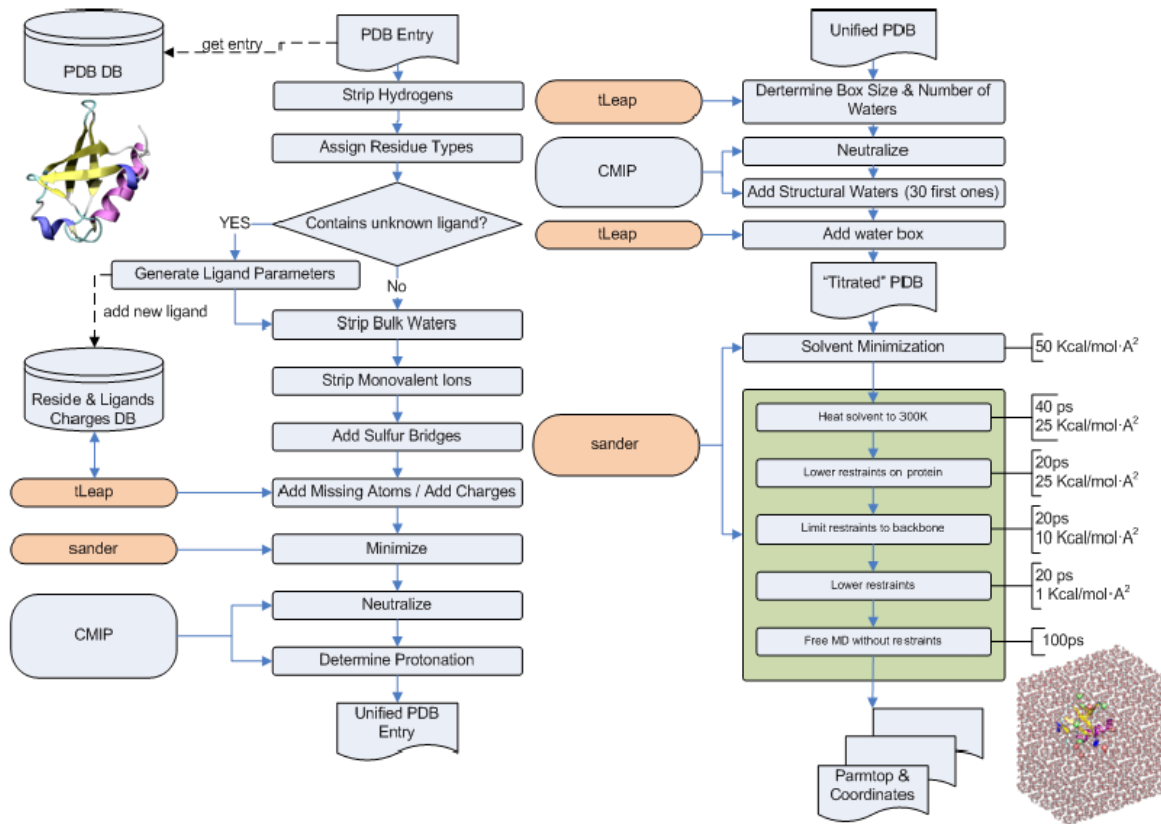 get entry
PDB DB
PDB Entry
Strip Hydrogens
Assign Residue Types
Contains unknown ligand?
YES
No
Generate Ligand Parameters
add new ligand
Strip Bulk Waters
Reside & Ligands
Charges DB
Strip Monovalent Ions
Add Sulfur Bridges
tLeap
Add Missing Atoms / Add Charges
sander
Minimize
CMIP
Neutralize
Determine Protonation
Unified PDB
Entry
Unified PDB
tLeap
Dertermine Box Size & Number of
Waters
CMIP
Neutralize
Add Structural Waters (30 first ones)
tLeap
Add water box
"Titrated" PDB
Solvent Minimization
50 Kcal/mol·A²
sander
Heat solvent to 300K
40 ps
25 Kcal/mol·A²
Lower restraints on protein
20ps
25 Kcal/mol·A²
Limit restraints to backbone
20ps
10 Kcal/mol·A²
Lower restraints
20 ps
1 Kcal/mol·A²
Free MD without restraints
100ps
Parmtop &
Coordinates